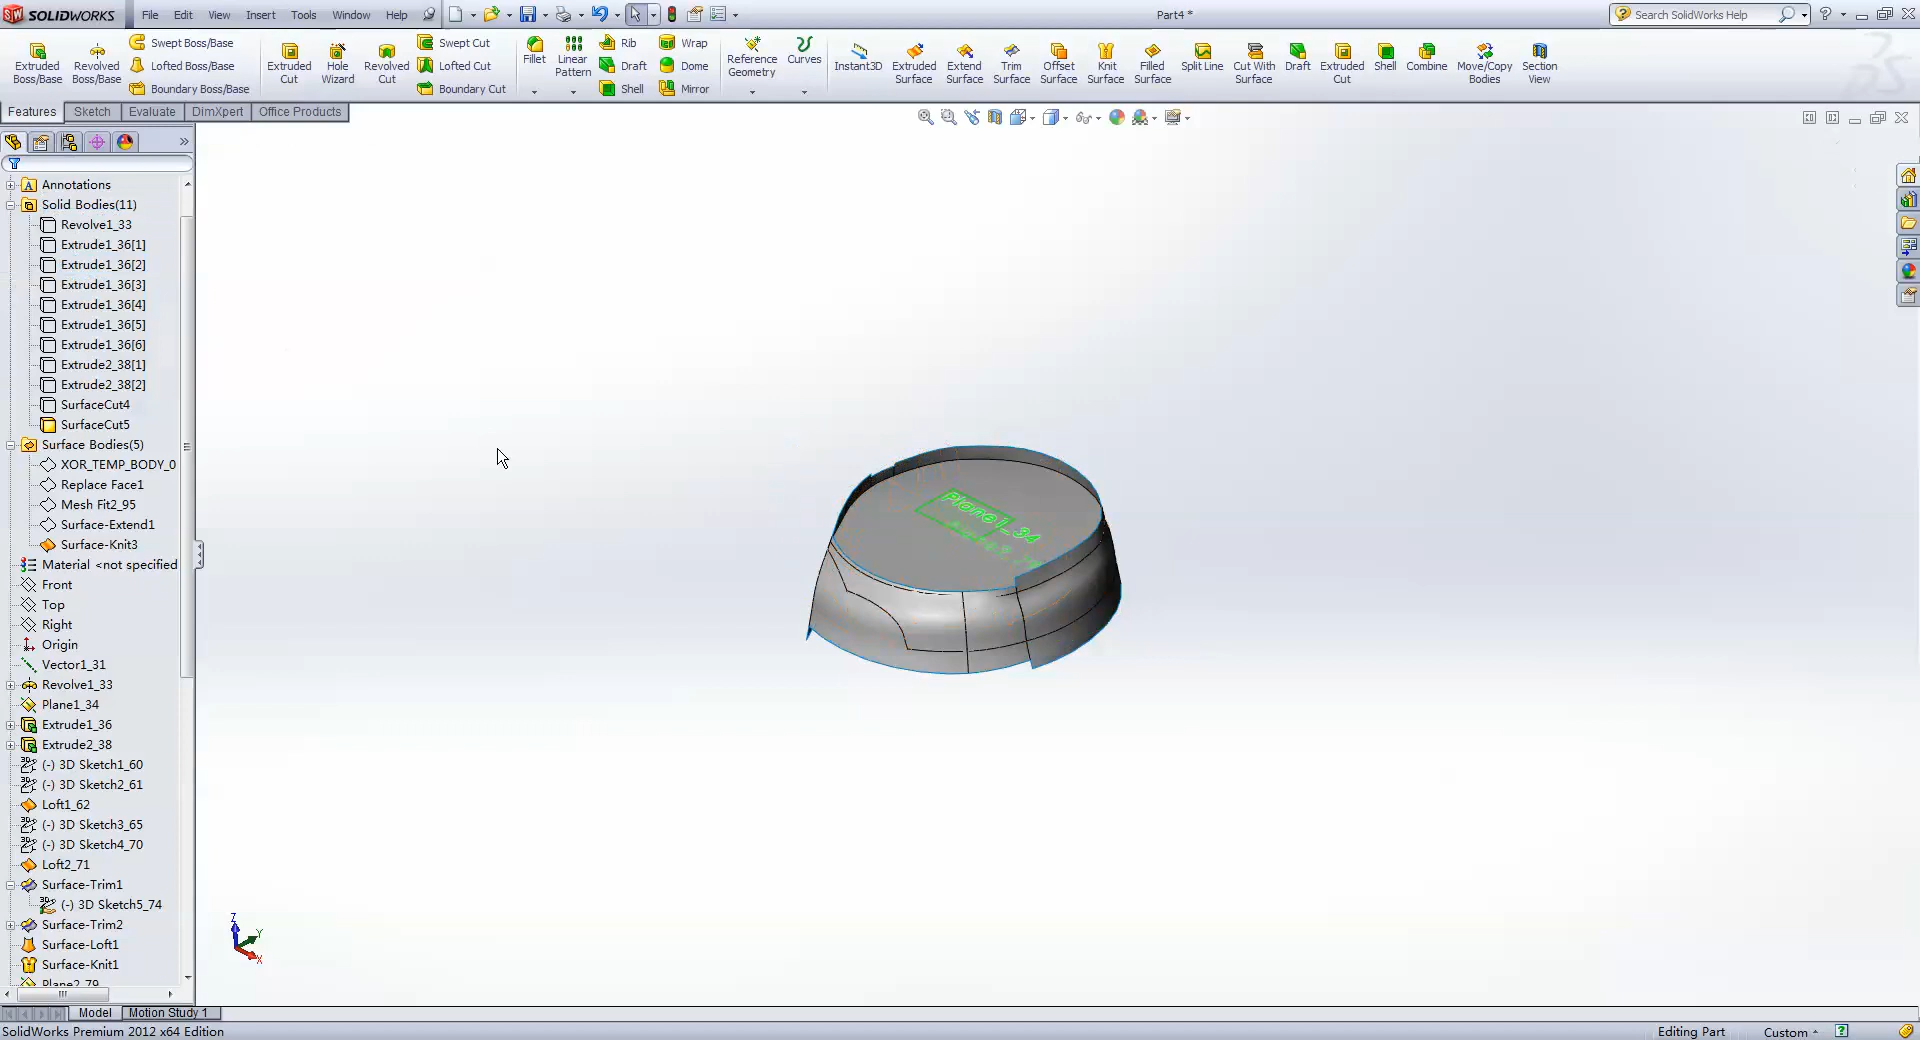 SOLIDWORKS File Edit View Insert Tools Window Help Part4 * Search SolidWorks Help
Extruded Boss/Base
Revolved Boss/Base
Swept Boss/Base
Lofted Boss/Base
Boundary Boss/Base
Extruded Cut
Hole Wizard
Revolved Cut
Swept Cut
Lofted Cut
Boundary Cut
Fillet
Linear Pattern
Rib
Draft
Shell
Wrap
Dome
Mirror
Reference Geometry
Curves
Instant3D
Extruded Surface
Extend Surface
Trim Surface
Offset Surface
Knit Surface
Filled Surface
Split Line
Cut With Surface
Draft
Extruded Cut
Shell
Combine
Move/Copy Bodies
Section View
Features Sketch Evaluate DimXpert Office Products
Annotations
Solid Bodies(11)
Revolve1_33
Extrude1_36[1]
Extrude1_36[2]
Extrude1_36[3]
Extrude1_36[4]
Extrude1_36[5]
Extrude1_36[6]
Extrude2_38[1]
Extrude2_38[2]
SurfaceCut4
SurfaceCut5
Surface Bodies(5)
XOR_TEMP_BODY_0
Replace Face1
Mesh Fit2_95
Surface-Extend1
Surface-Knit3
Material <not specified
Front
Top
Right
Origin
Vector1_31
Revolve1_33
Plane1_34
Extrude1_36
Extrude2_38
(-) 3D Sketch1_60
(-) 3D Sketch2_61
Loft1_62
(-) 3D Sketch3_65
(-) 3D Sketch4_70
Loft2_71
Surface-Trim1
(-) 3D Sketch5_74
Surface-Trim2
Surface-Loft1
Surface-Knit1
Plane2_79
Plane1_34
Z
Y
X
Model Motion Study 1
SolidWorks Premium 2012 x64 Edition Editing Part Custom